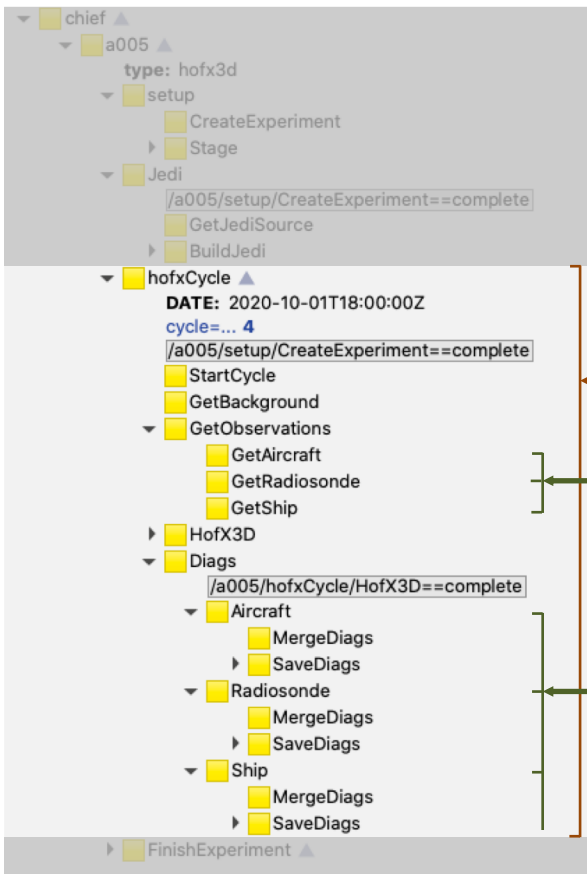 chief
a005
type: hofx3d
setup
CreateExperiment
Stage
Jedi
/a005/setup/CreateExperiment==complete
GetJediSource
BuildJedi
hofxCycle
DATE: 2020-10-01T18:00:00Z
cycle=... 4
/a005/setup/CreateExperiment==complete
StartCycle
GetBackground
GetObservations
GetAircraft
GetRadiosonde
GetShip
HofX3D
Diags
/a005/hofxCycle/HofX3D==complete
Aircraft
MergeDiags
SaveDiags
Radiosonde
MergeDiags
SaveDiags
Ship
MergeDiags
SaveDiags
FinishExperiment